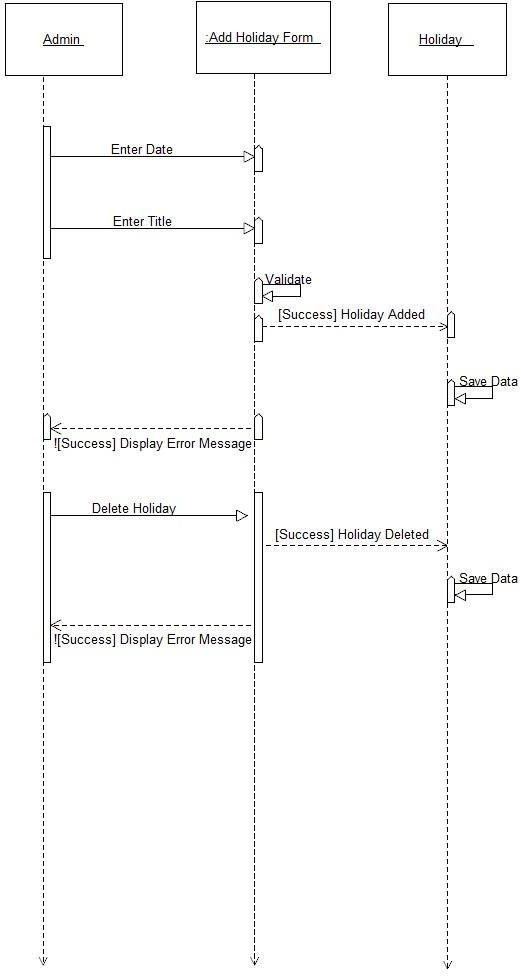 Admin
:Add Holiday Form
Holiday
Enter Date
Enter Title
Validate
[Success] Holiday Added
Save Data
![Success] Display Error Message
Delete Holiday
[Success] Holiday Deleted
Save Data
![Success] Display Error Message